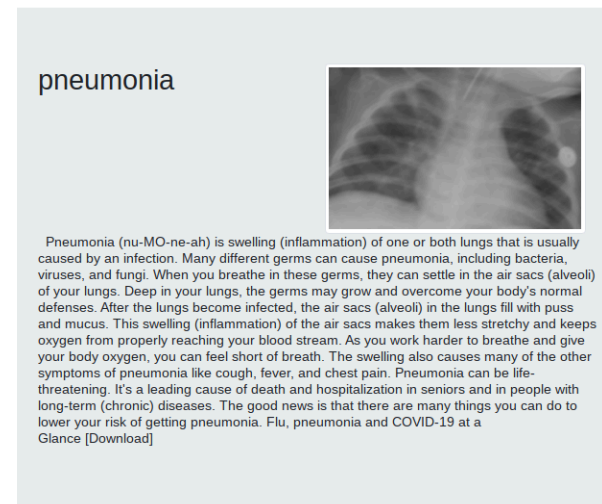 pneumonia
Pneumonia (nu-MO-ne-ah) is swelling (inflammation) of one or both lungs that is usually
caused by an infection. Many different germs can cause pneumonia, including bacteria,
viruses, and fungi. When you breathe in these germs, they can settle in the air sacs (alveoli)
of your lungs. Deep in your lungs, the germs may grow and overcome your body's normal
defenses. After the lungs become infected, the air sacs (alveoli) in the lungs fill with puss
and mucus. This swelling (inflammation) of the air sacs makes them less stretchy and keeps
oxygen from properly reaching your blood stream. As you work harder to breathe and give
your body oxygen, you can feel short of breath. The swelling also causes many of the other
symptoms of pneumonia like cough, fever, and chest pain. Pneumonia can be life-
threatening. It's a leading cause of death and hospitalization in seniors and in people with
long-term (chronic) diseases. The good news is that there are many things you can do to
lower your risk of getting pneumonia. Flu, pneumonia and COVID-19 at a
Glance [Download]